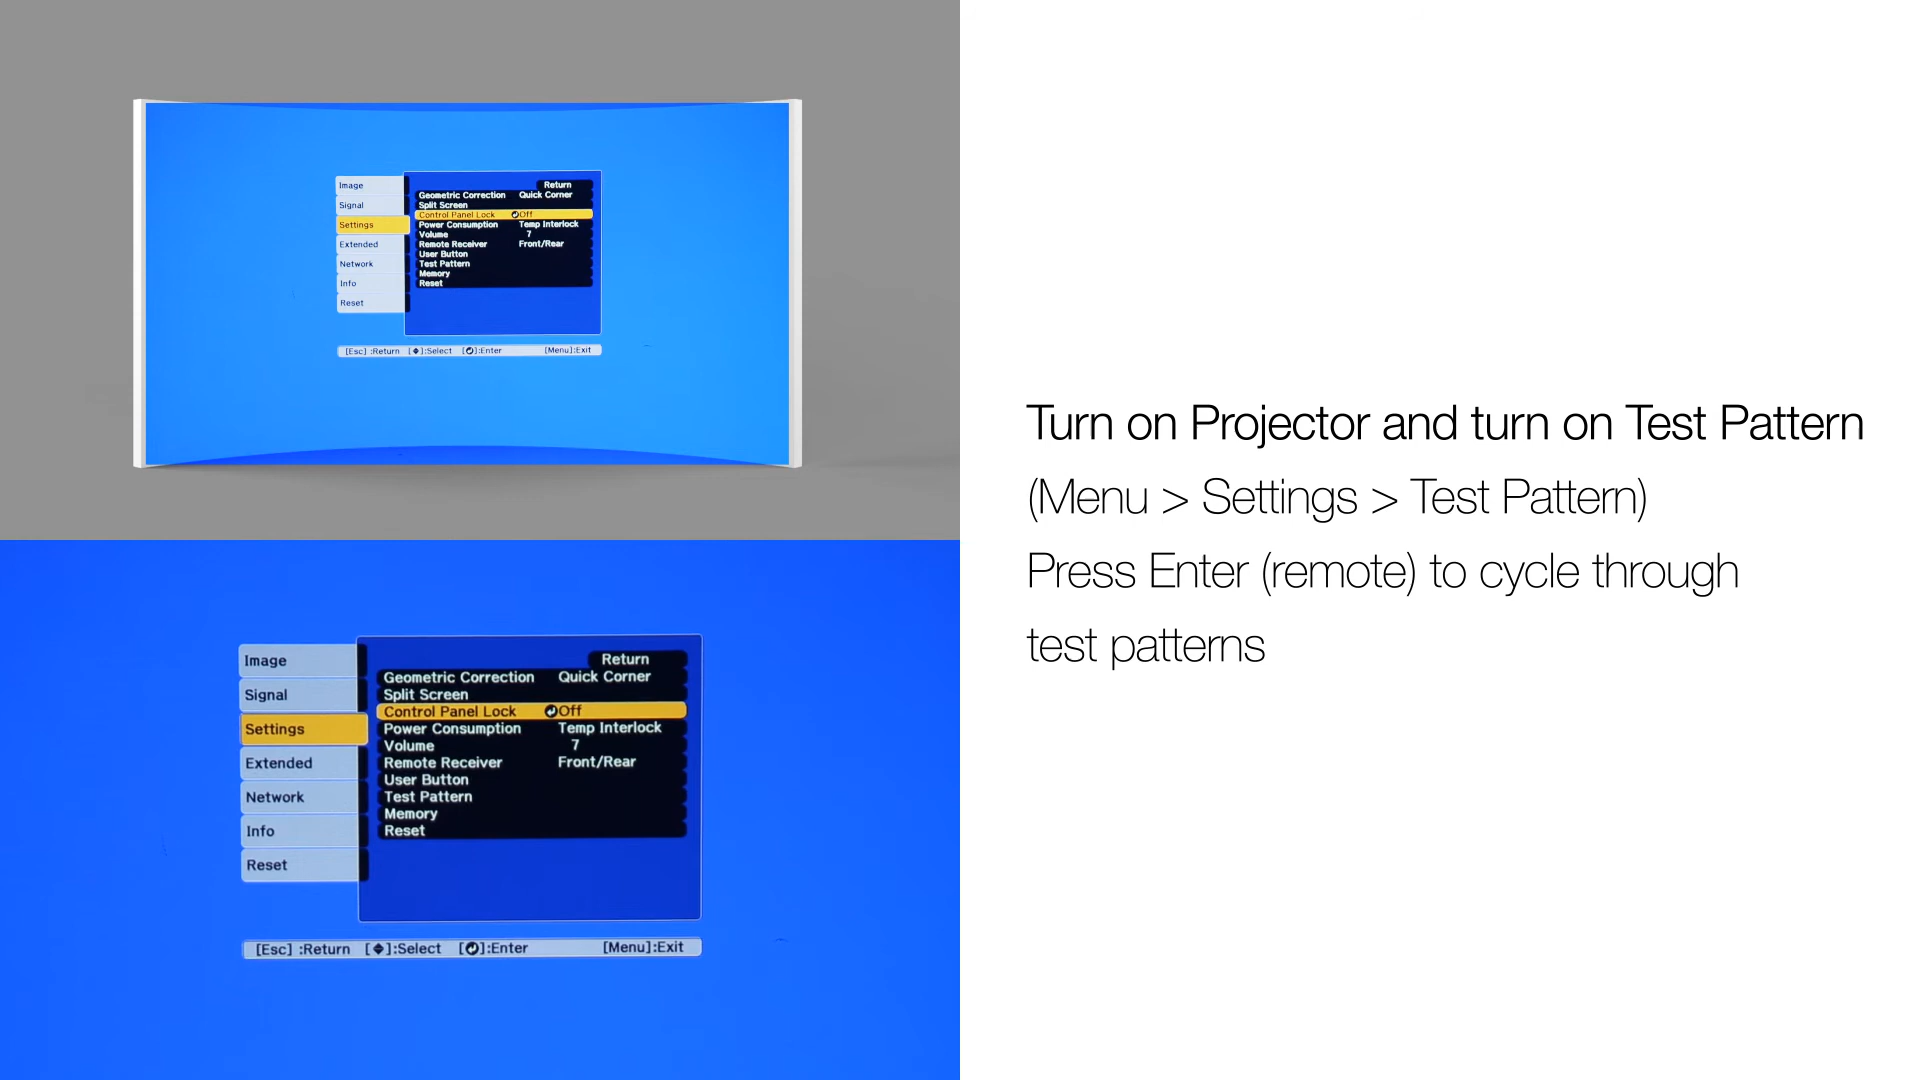 Image
Signal
Settings
Extended
Network
Info
Reset
Return
Geometric Correction Quick Corner
Split Screen
Control Panel Lock Off
Power Consumption Temp Interlock
Volume 7
Remote Receiver Front/Rear
User Button
Test Pattern
Memory
Reset
[Esc] :Return [◆]:Select [⏎]:Enter [Menu]:Exit
Image
Signal
Settings
Extended
Network
Info
Reset
Return
Geometric Correction Quick Corner
Split Screen
Control Panel Lock Off
Power Consumption Temp Interlock
Volume 7
Remote Receiver Front/Rear
User Button
Test Pattern
Memory
Reset
[Esc] :Return [◆]:Select [⏎]:Enter [Menu]:Exit
Turn on Projector and turn on Test Pattern
(Menu > Settings > Test Pattern)
Press Enter (remote) to cycle through
test patterns